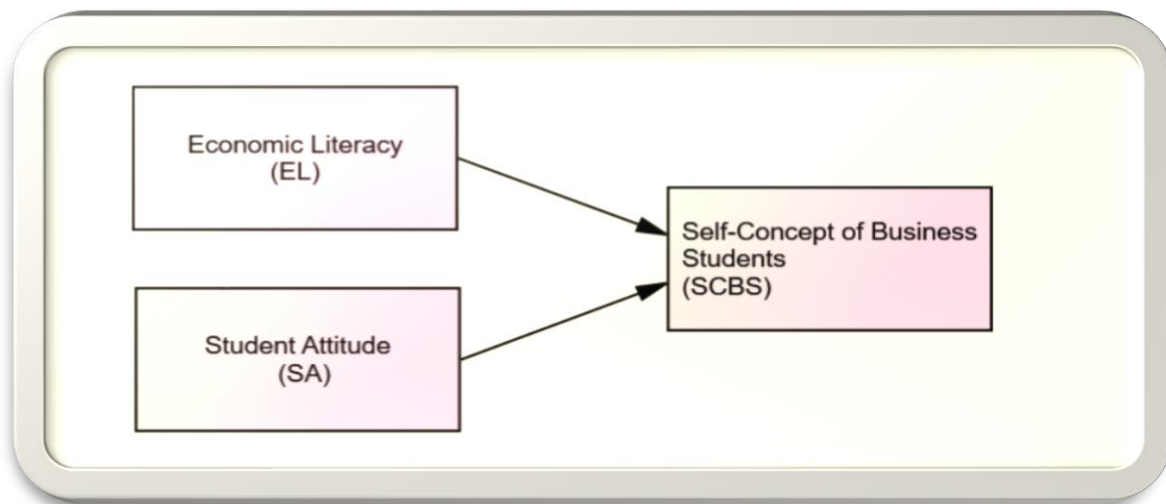 Economic Literacy
(EL)
Student Attitude
(SA)
Self-Concept of Business
Students
(SCBS)